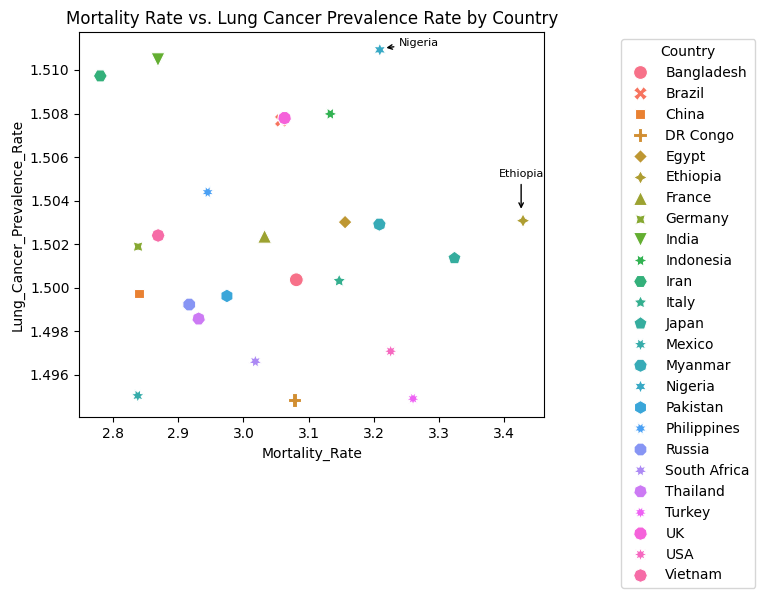 Mortality Rate vs. Lung Cancer Prevalence Rate by Country
Nigeria
Ethiopia
1.510
1.508
1.506
1.504
1.502
1.500
1.498
1.496
Lung_Cancer_Prevalence_Rate
2.8 2.9 3.0 3.1 3.2 3.3 3.4
Mortality_Rate
Country
Bangladesh
Brazil
China
DR Congo
Egypt
Ethiopia
France
Germany
India
Indonesia
Iran
Italy
Japan
Mexico
Myanmar
Nigeria
Pakistan
Philippines
Russia
South Africa
Thailand
Turkey
UK
USA
Vietnam